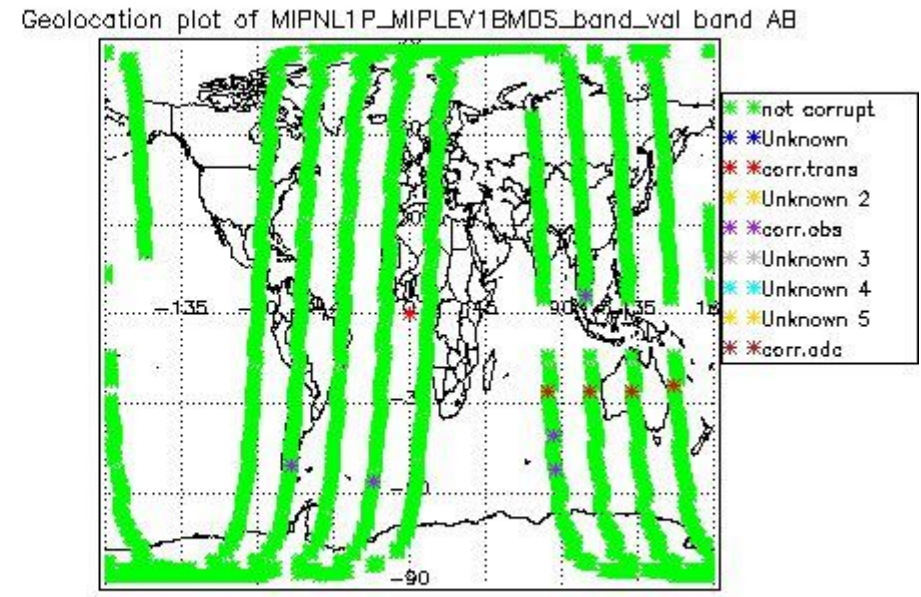 Geolocation plot of MIPNL1P_MIPLEV1BMDS_band_val band AB
not corrupt
Unknown
corr.trans
Unknown 2
corr.obs
Unknown 3
Unknown 4
Unknown 5
corr.adc
-135
90
-90